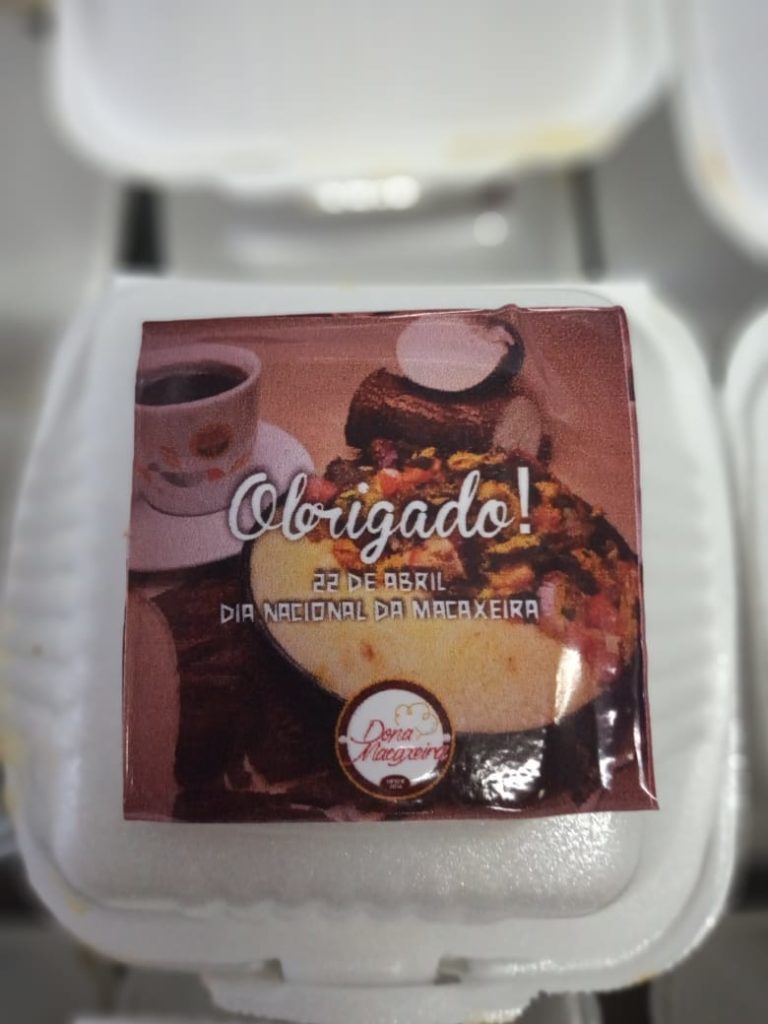 Obrigado!
22 DE ABRIL
DIA NACIONAL DA MACAXEIRA
Dona
Macaxeira